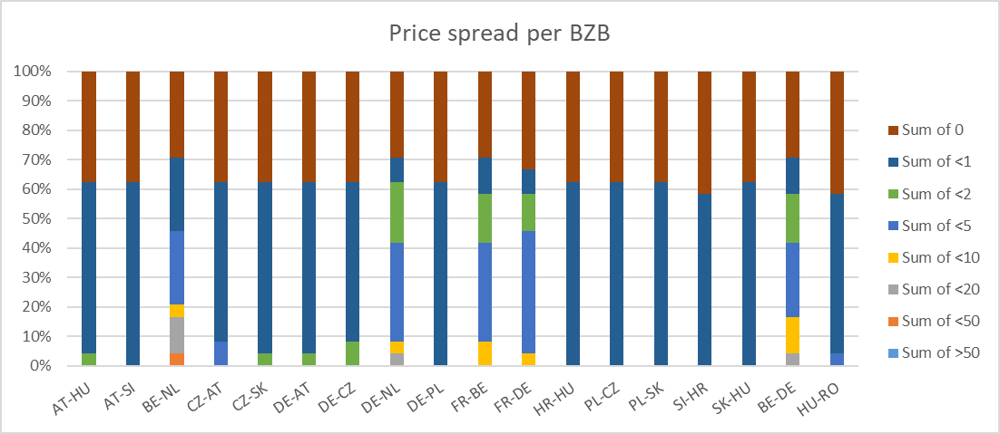 Price spread per BZB
100%
90%
80%
70%
60%
50%
40%
30%
20%
10%
0%
AT-HU
AT-SI
BE-NL
CZ-AT
CZ-SK
DE-AT
DE-CZ
DE-NL
DE-PL
FR-BE
FR-DE
HR-HU
PL-CZ
PL-SK
SI-HR
SK-HU
BE-DE
HU-RO
Sum of 0
Sum of <1
Sum of <2
Sum of <5
Sum of <10
Sum of <20
Sum of <50
Sum of >50